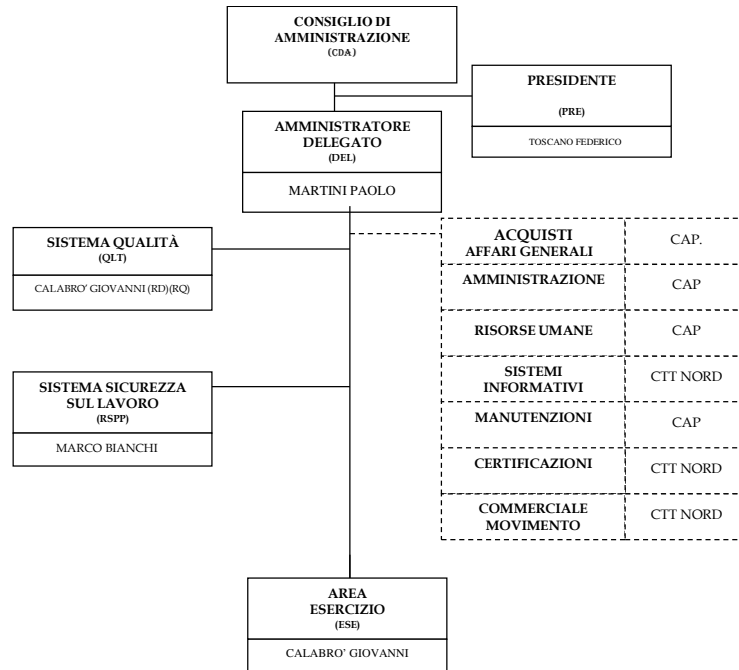 CONSIGLIO DI
AMMINISTRAZIONE
(CDA)
PRESIDENTE
(PRE)
TOSCANO FEDERICO
AMMINISTRATORE
DELEGATO
(DEL)
MARTINI PAOLO
SISTEMA QUALITÀ
(QLT)
CALABRO' GIOVANNI (RD)(RQ)
ACQUISTI
AFFARI GENERALI
CAP.
AMMINISTRAZIONE
CAP
RISORSE UMANE
CAP
SISTEMI
INFORMATIVI
CTT NORD
MANUTENZIONI
CAP
CERTIFICAZIONI
CTT NORD
COMMERCIALE
MOVIMENTO
CTT NORD
SISTEMA SICUREZZA
SUL LAVORO
(RSPP)
MARCO BIANCHI
AREA
ESERCIZIO
(ESE)
CALABRO' GIOVANNI